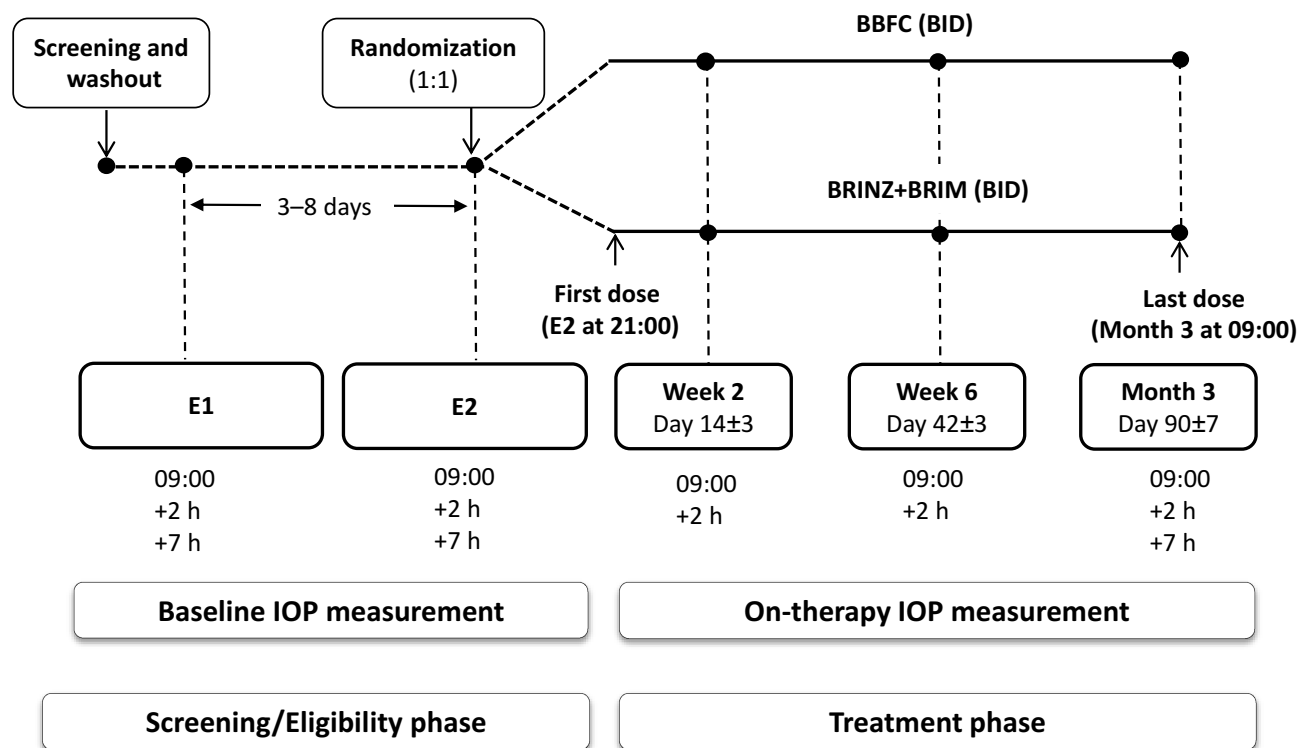 Screening and
washout
Randomization
(1:1)
BBFC (BID)
3–8 days
BRINZ+BRIM (BID)
First dose
(E2 at 21:00)
Last dose
(Month 3 at 09:00)
E1
E2
Week 2
Day 14±3
Week 6
Day 42±3
Month 3
Day 90±7
09:00
+2 h
+7 h
09:00
+2 h
+7 h
09:00
+2 h
09:00
+2 h
09:00
+2 h
+7 h
Baseline IOP measurement
On-therapy IOP measurement
Screening/Eligibility phase
Treatment phase